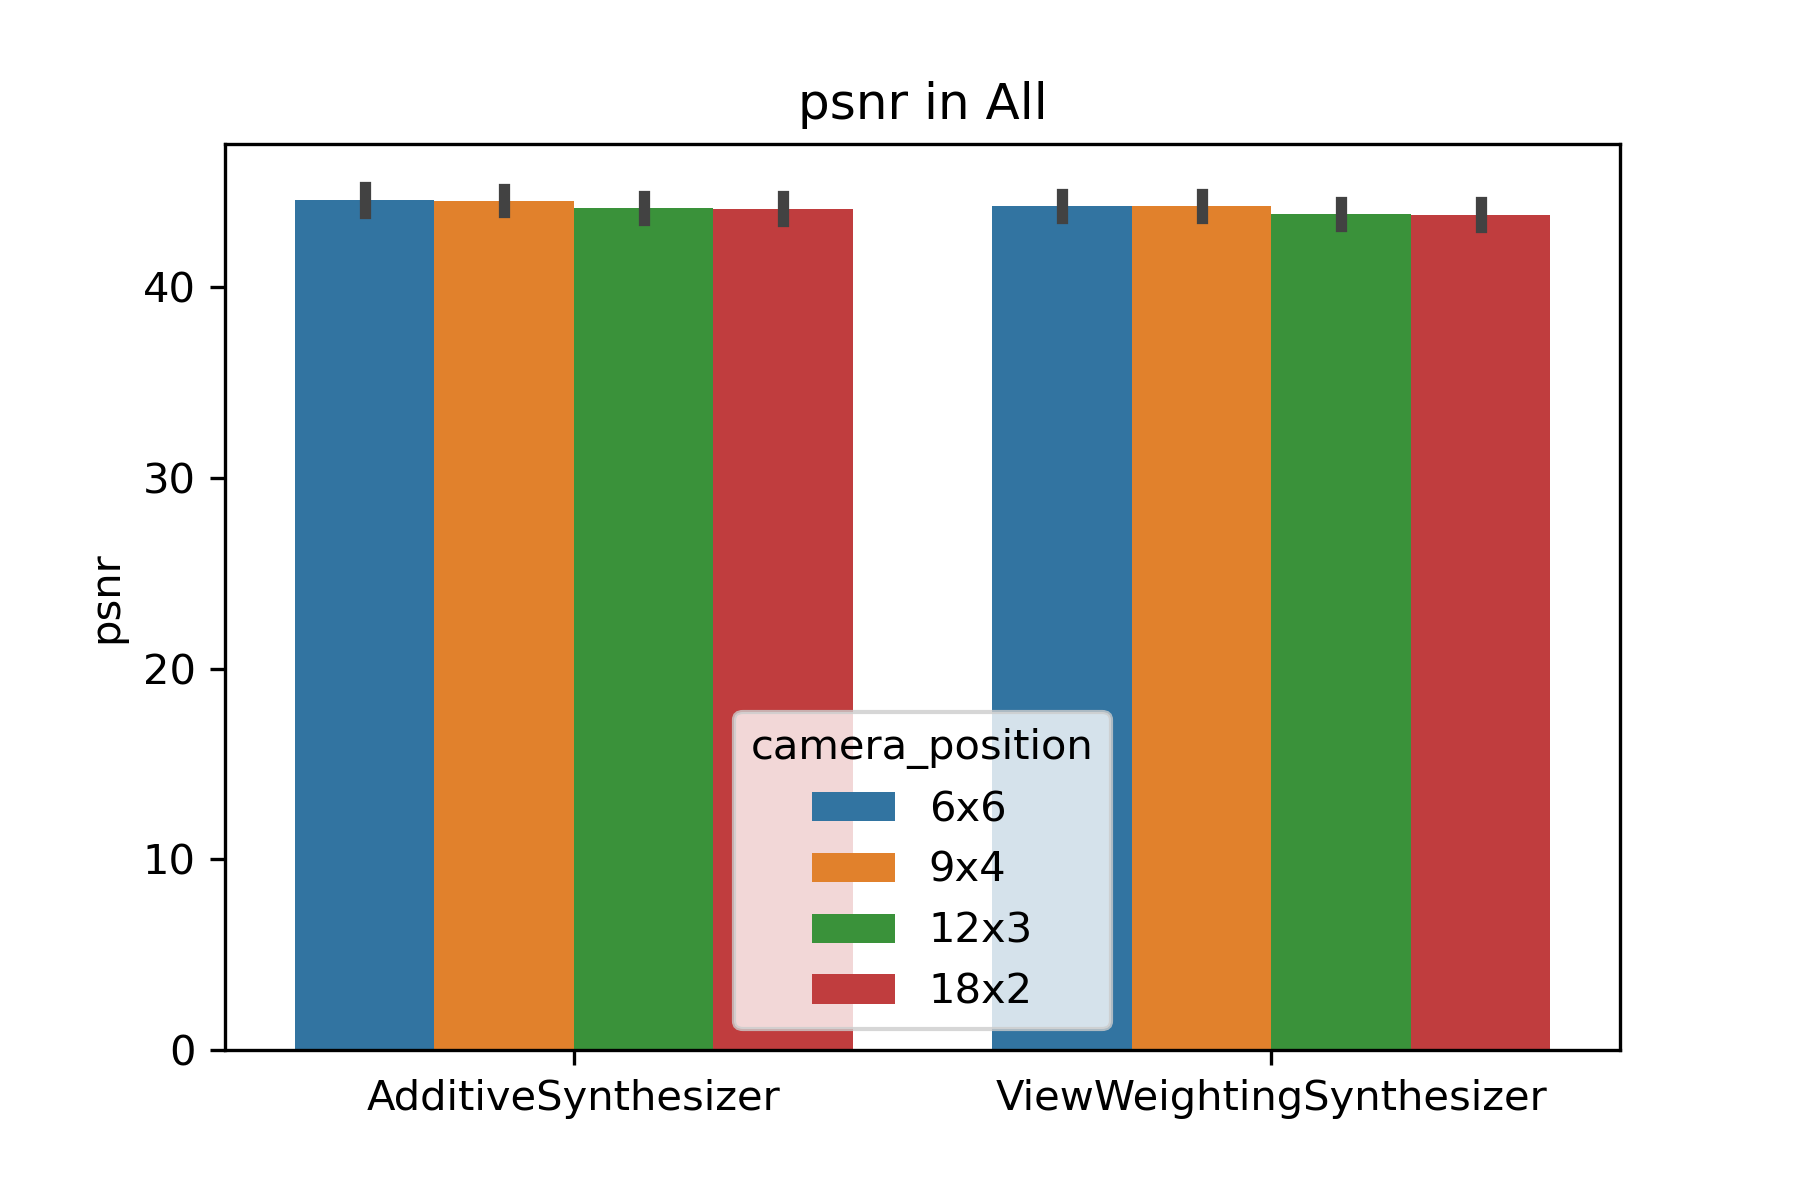 psnr in All
psnr
40
30
20
10
0
camera_position
6x6
9x4
12x3
18x2
AdditiveSynthesizer
ViewWeightingSynthesizer